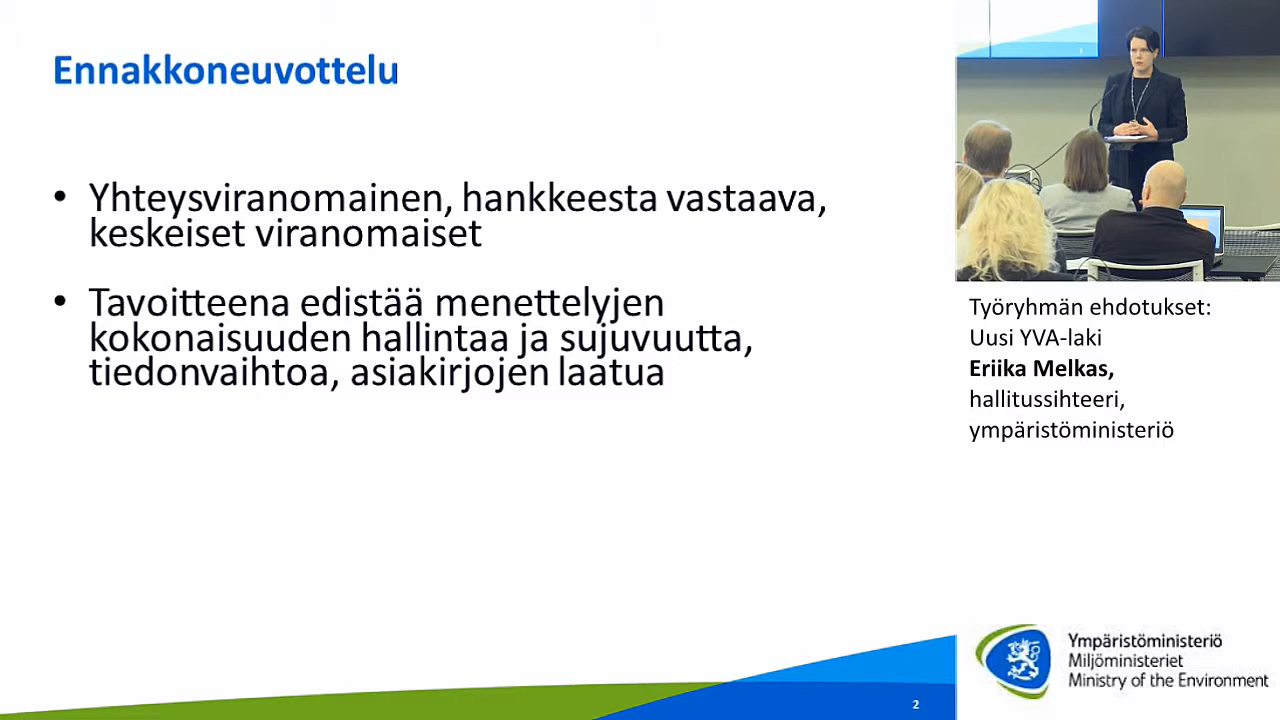 Ennakkoneuvottelu
• Yhteysviranomainen, hankkeesta vastaava,
keskeiset viranomaiset
• Tavoitteena edistää menettelyjen
kokonaisuuden hallintaa ja sujuvuutta,
tiedonvaihtoa, asiakirjojen laatua
2
Työryhmän ehdotukset:
Uusi YVA-laki
Eriika Melkas,
hallitussihteeri,
ympäristöministeriö
Ympäristöministeriö
Miljöministeriet
Ministry of the Environment